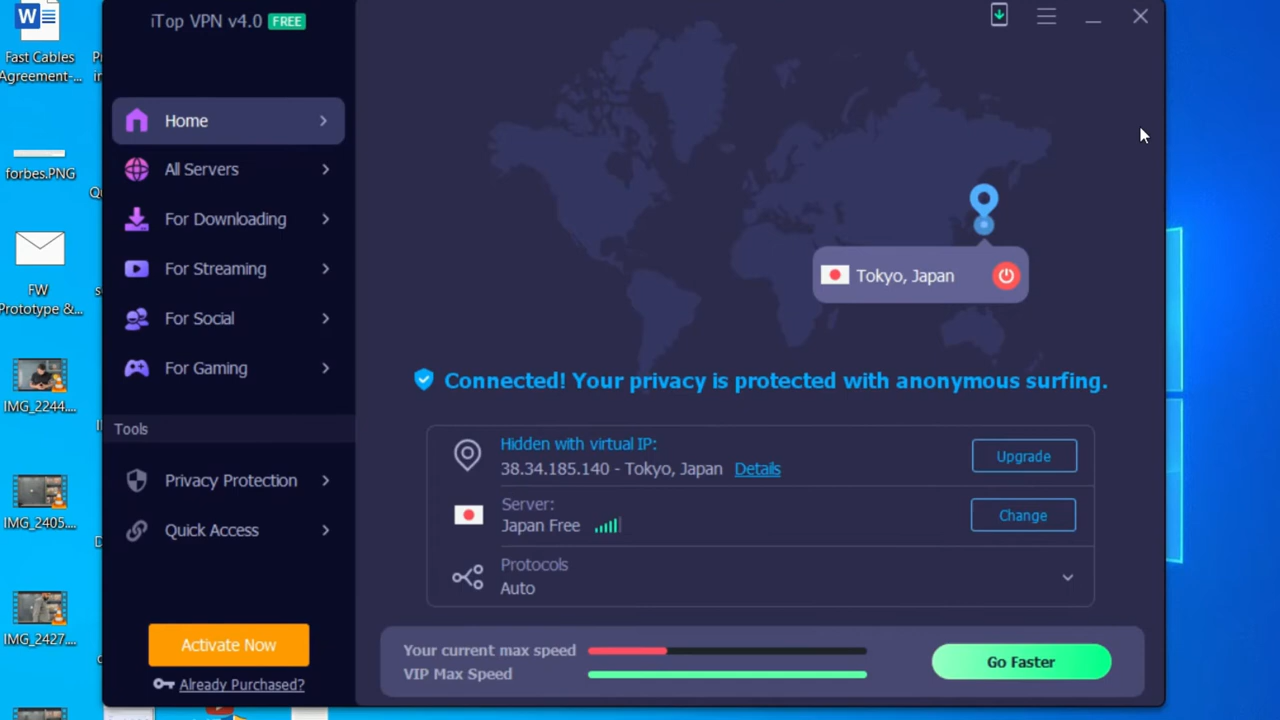 Fast Cables
Agreement-...
forbes.PNG
FW
Prototype &...
IMG_2244....
IMG_2405....
IMG_2427....
iTop VPN v4.0 FREE
Home
All Servers
For Downloading
For Streaming
For Social
For Gaming
Tools
Privacy Protection
Quick Access
Activate Now
Already Purchased?
Tokyo, Japan
Connected! Your privacy is protected with anonymous surfing.
Hidden with virtual IP:
38.34.185.140 - Tokyo, Japan Details
Upgrade
Server:
Japan Free
Change
Protocols
Auto
Your current max speed
VIP Max Speed
Go Faster